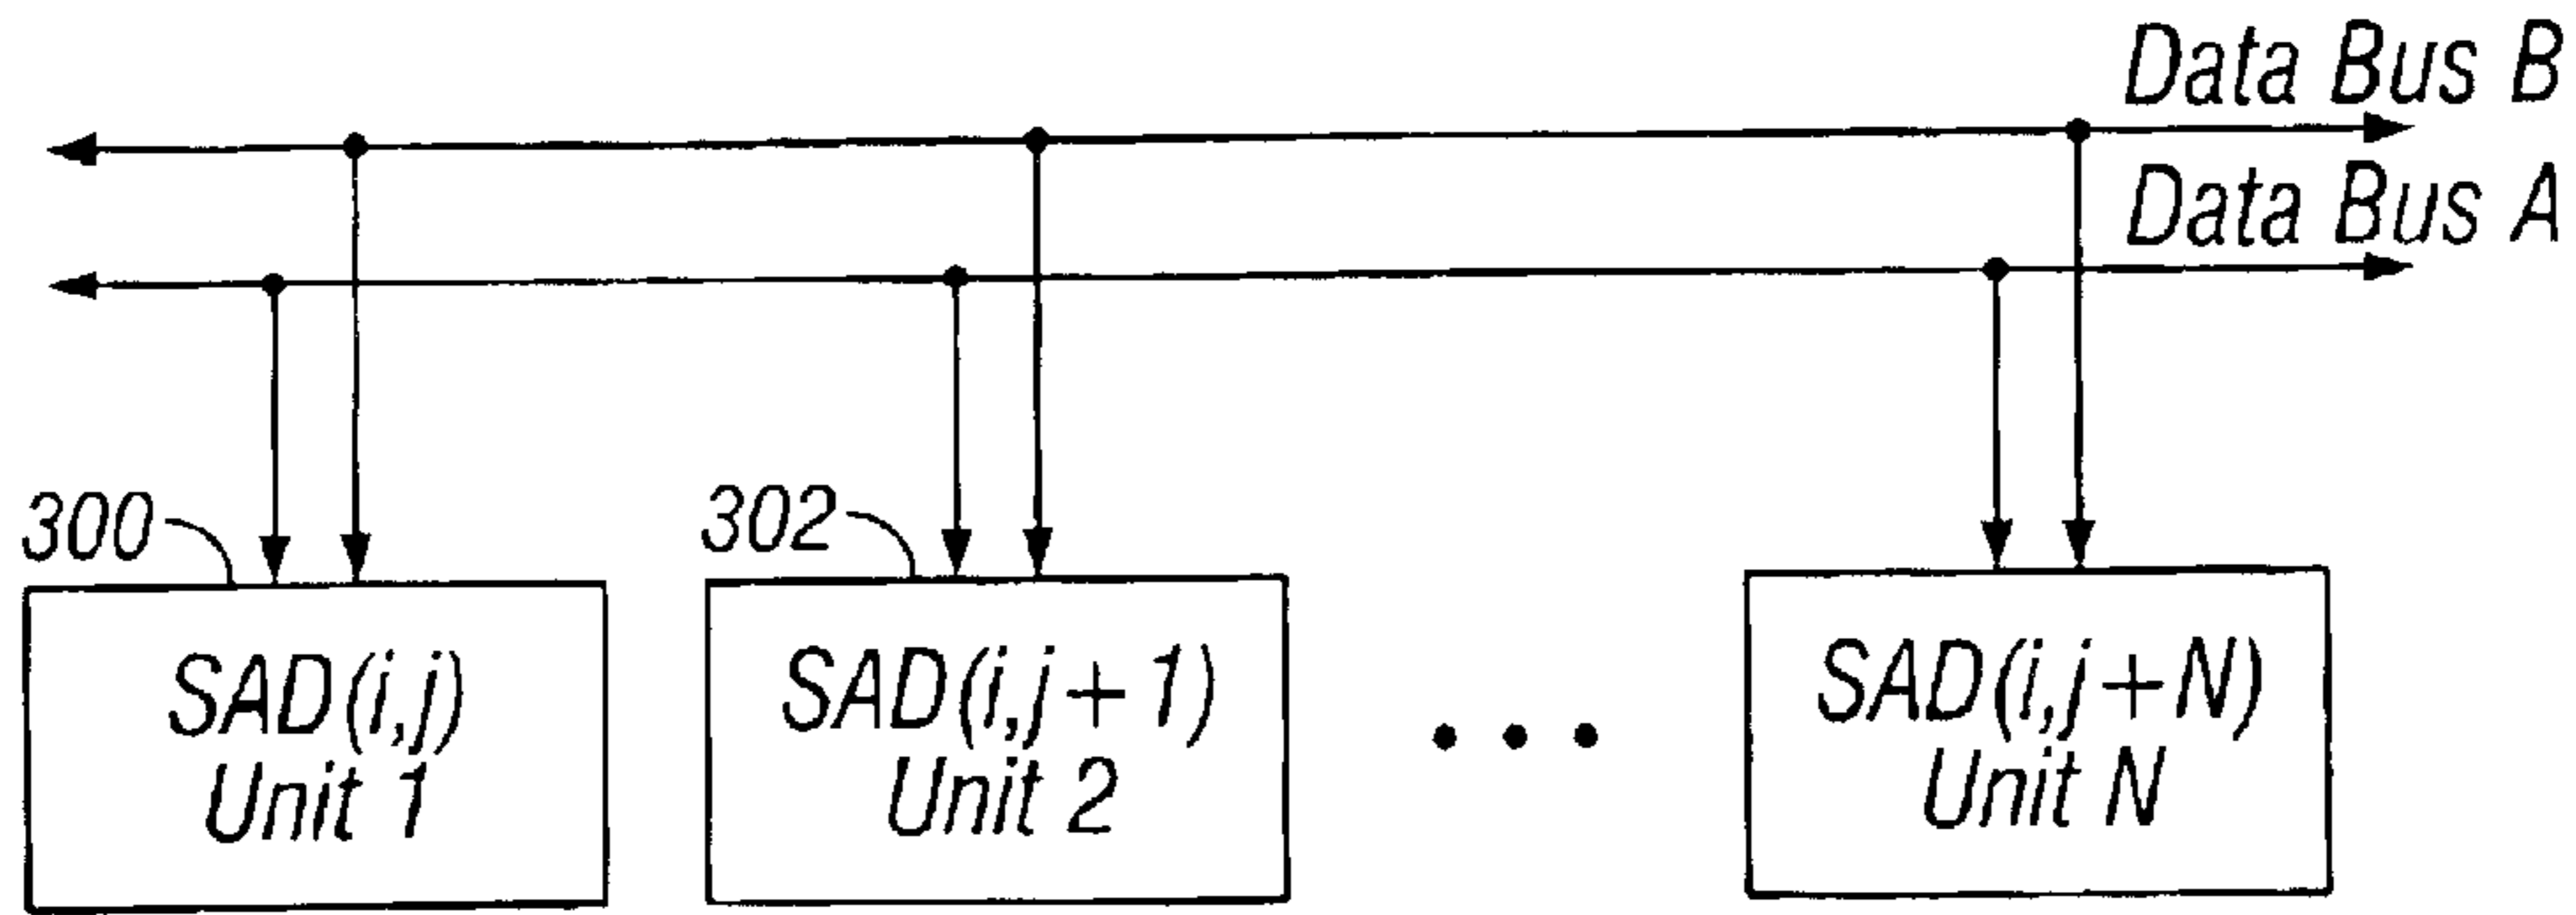 Data Bus B
Data Bus A
300
302
SAD(i,j)
Unit 1
SAD(i,j+1)
Unit 2
SAD(i,j+N)
Unit N